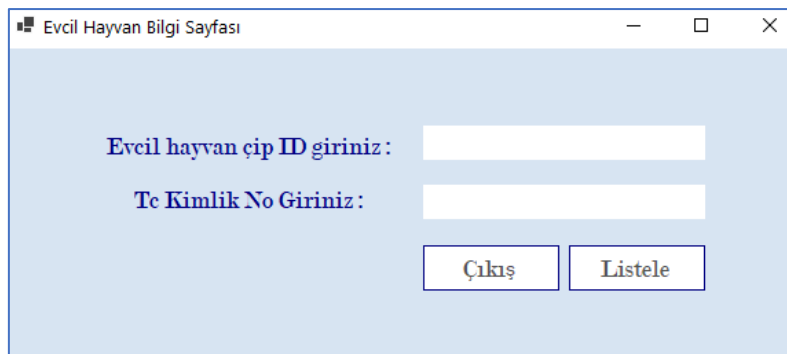 Evcil Hayvan Bilgi Sayfası
Evcil hayvan çip ID giriniz :
Tc Kimlik No Giriniz :
Çıkış Listele